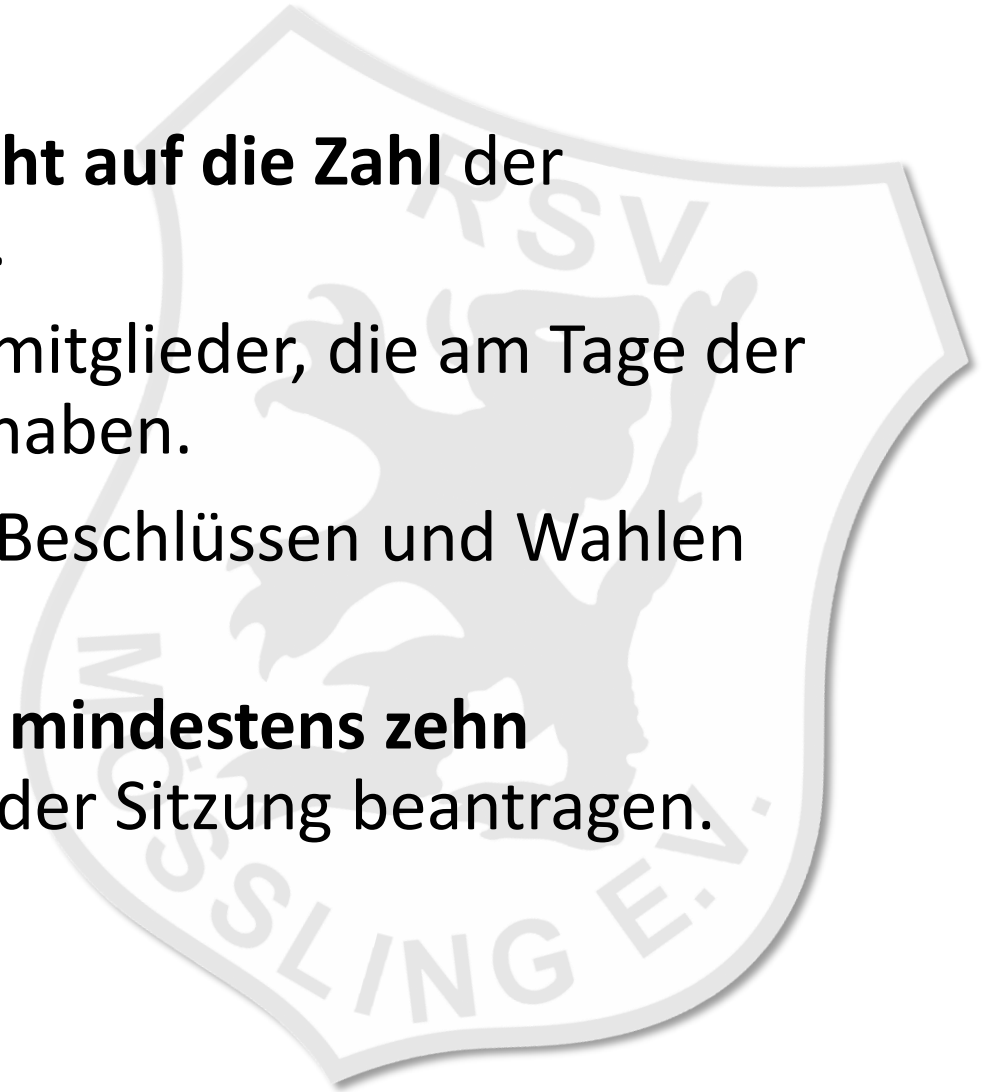 ht auf die Zahl der
.
mitglieder, die am Tage der
haben.
Beschlüssen und Wahlen
mindestens zehn
der Sitzung beantragen.
RSV
MÖSSLING E.V.